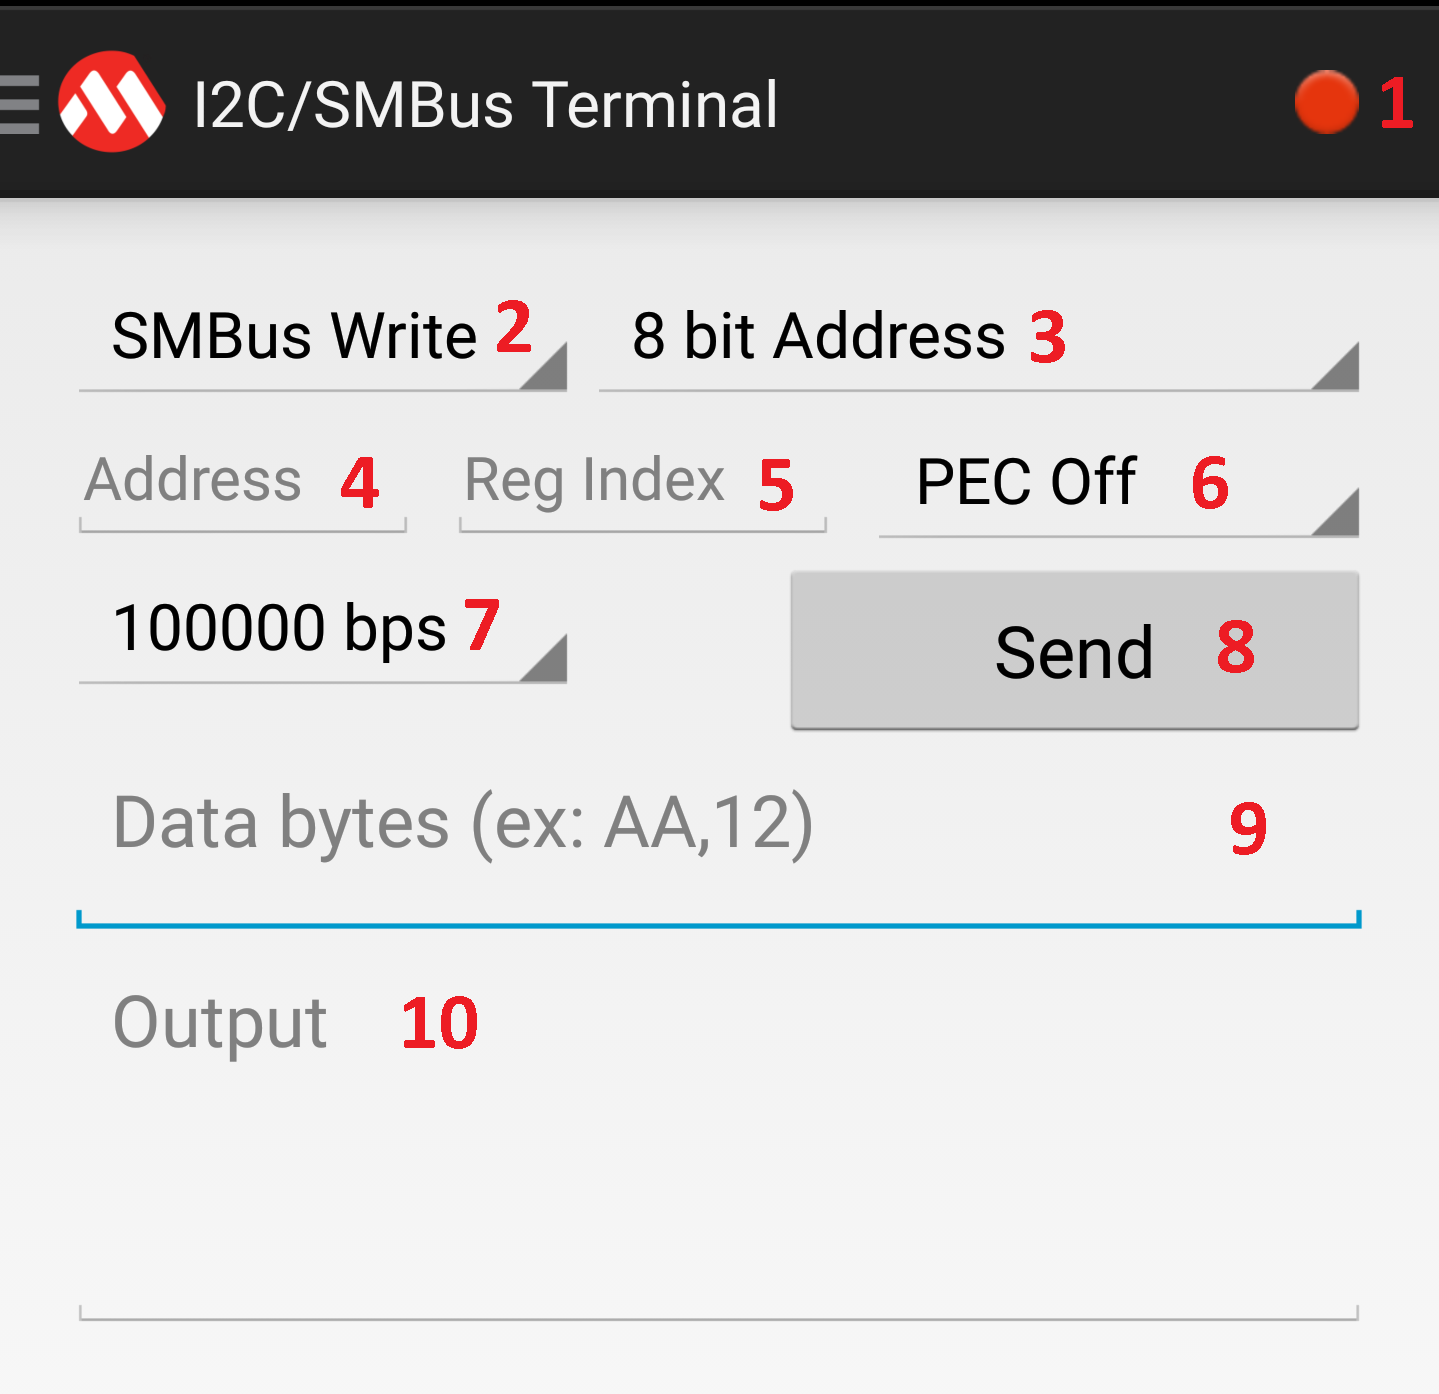 I2C/SMBus Terminal 1
SMBus Write 2 8 bit Address 3
Address 4 Reg Index 5 PEC Off 6
100000 bps 7 Send 8
Data bytes (ex: AA,12) 9
Output 10